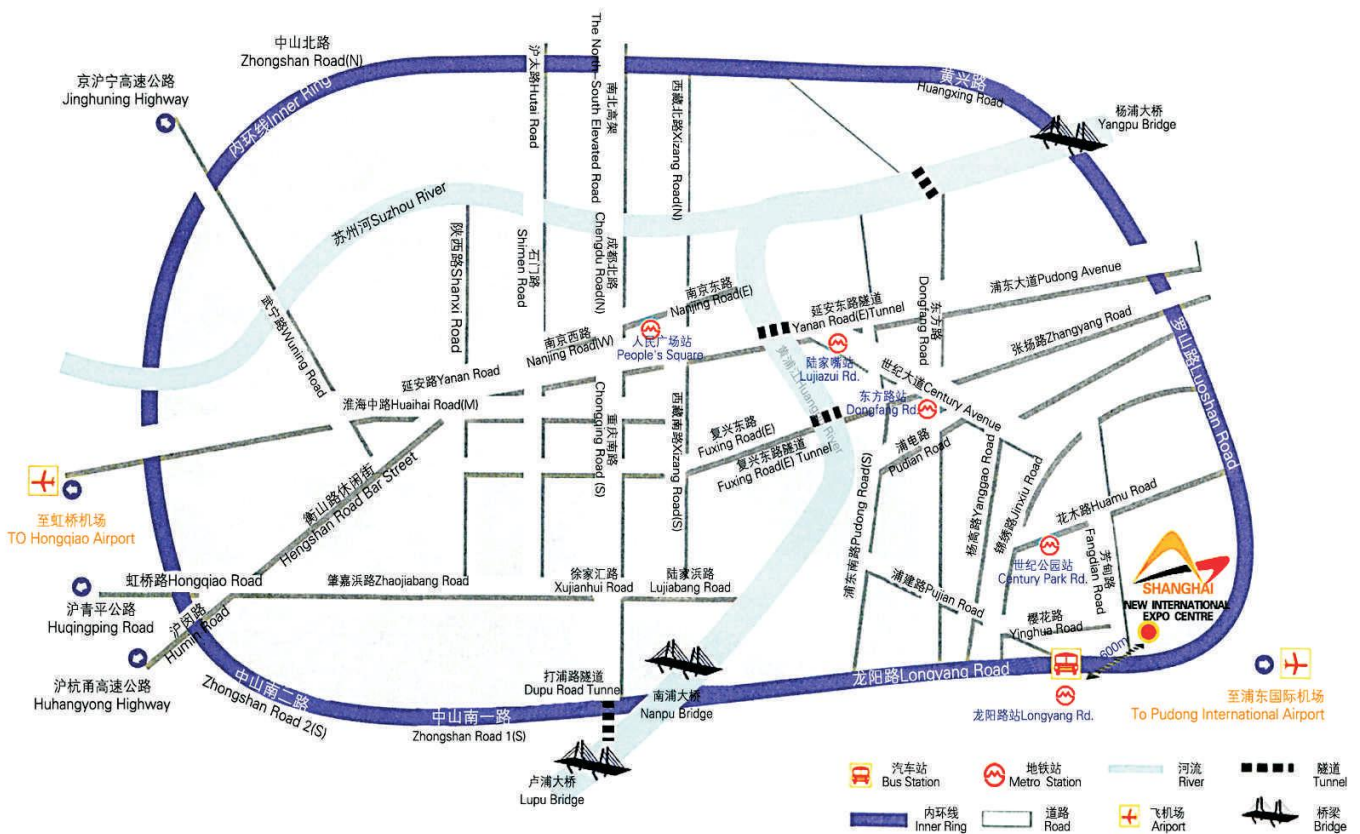 中山北路
Zhongshan Road(N)
京沪宁高速公路
Jinghuning Highway
内环线Inner Ring
沪太路Hutai Road
The North-South Elevated Road
南北高架
西藏北路Xizang Road(N)
黄兴路
Huangxing Road
杨浦大桥
Yangpu Bridge
苏州河Suzhou River
陕西路Shanxi Road
石门路
Shimen Road
成都北路
Chengdu Road(N)
南京东路
Nanjing Road(E)
延安东路隧道
Yanan Road(E)Tunnel
东方路
Dongfang Road
浦东大道Pudong Avenue
武宁路Wuning Road
南京西路
Nanjing Road(W)
人民广场站
People's Square
黄浦江Huangpu River
陆家嘴站
Lujiazui Rd.
张扬路Zhangyang Road
罗山路Luoshan Road
延安路Yanan Road
世纪大道Century Avenue
淮海中路Huaihai Road(M)
重庆南路
Chongqing Road (S)
西藏南路Xizang Road(S)
东方路站
Dongfang Rd.
复兴东路
Fuxing Road(E)
复兴东路隧道
Fuxing Road(E) Tunnel
浦电路
Pudian Road
衡山路休闲街
Hengshan Road Bar Street
浦东南路Pudong Road(S)
杨高路Yanggao Road
锦绣路Jinxiu Road
花木路Huamu Road
至虹桥机场
TO Hongqiao Airport
世纪公园站
Century Park Rd.
芳甸路
Fangdian Road
SHANGHAI
NEW INTERNATIONAL
EXPO CENTRE
虹桥路Hongqiao Road
肇嘉浜路Zhaojiabang Road
徐家汇路
Xujianhui Road
陆家浜路
Lujiabang Road
浦建路Pujian Road
沪青平公路
Huqingping Road
沪闵路
Humin Road
樱花路
Yinghua Road
600m
沪杭甬高速公路
Huhangyong Highway
中山南二路
Zhongshan Road 2(S)
中山南一路
Zhongshan Road 1(S)
打浦路隧道
Dupu Road Tunnel
南浦大桥
Nanpu Bridge
龙阳路Longyang Road
龙阳路站Longyang Rd.
至浦东国际机场
To Pudong International Airport
卢浦大桥
Lupu Bridge
汽车站
Bus Station
地铁站
Metro Station
河流
River
隧道
Tunnel
内环线
Inner Ring
道路
Road
飞机场
Ariport
桥梁
Bridge